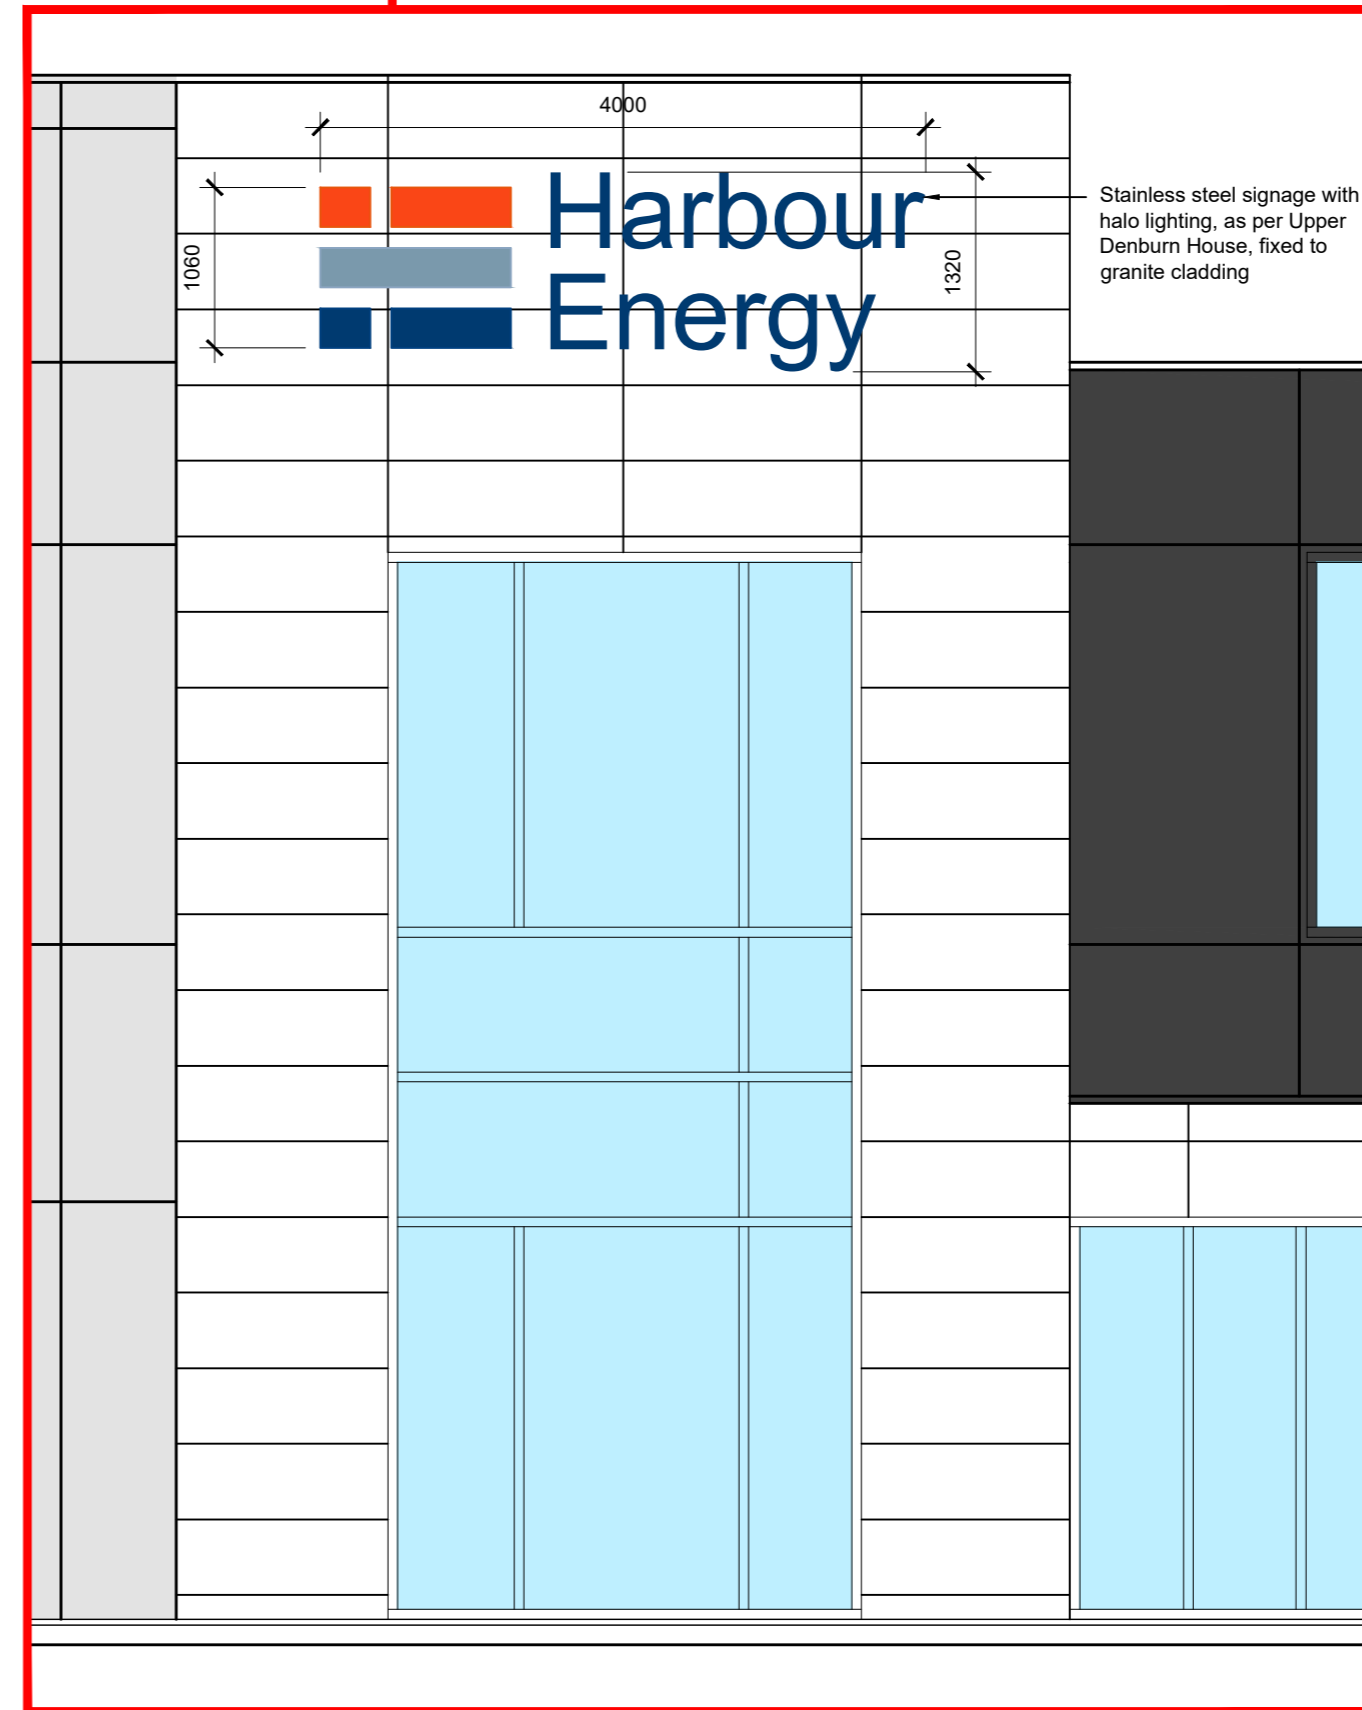 4000
Harbour
Energy
1060
1320
Stainless steel signage with
halo lighting, as per Upper
Denburn House, fixed to
granite cladding